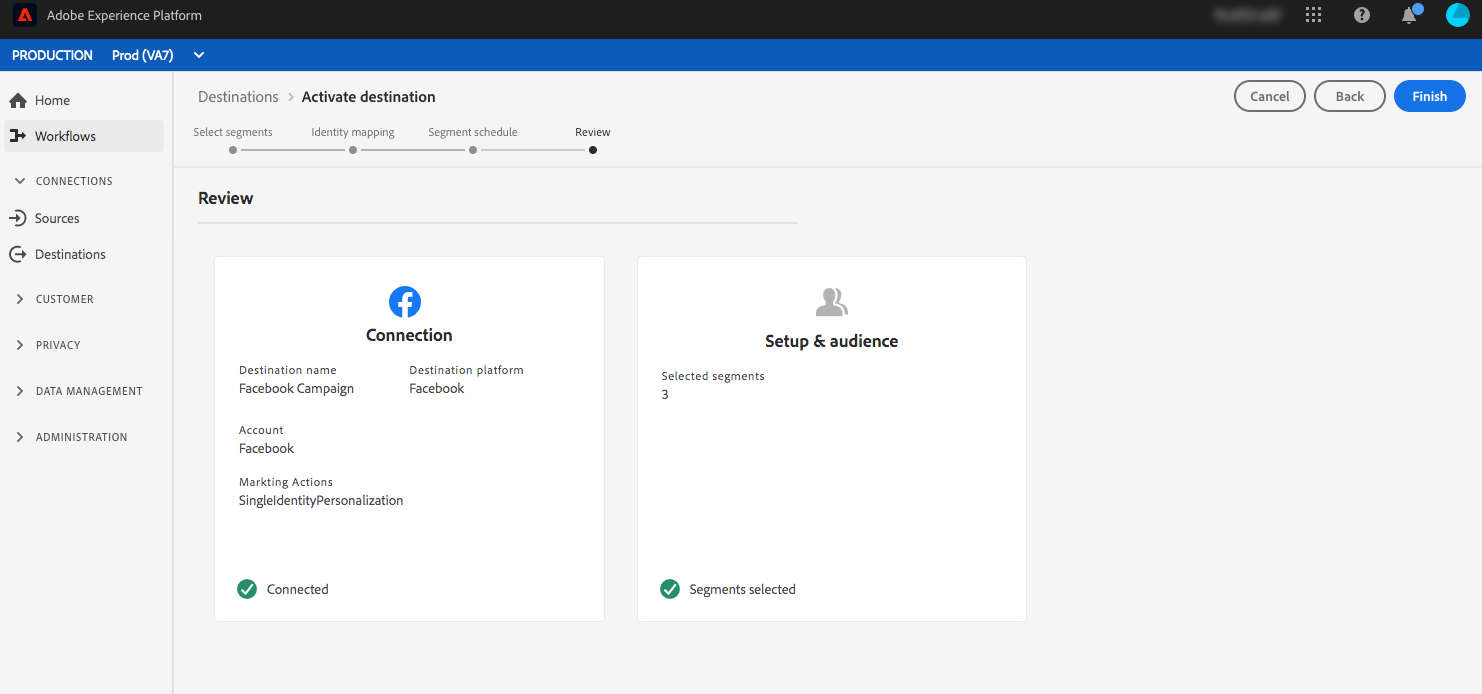 Adobe Experience Platform
PRODUCTION Prod (VA7)
Home
Workflows
CONNECTIONS
Sources
Destinations
CUSTOMER
PRIVACY
DATA MANAGEMENT
ADMINISTRATION
Destinations > Activate destination
Cancel Back Finish
Select segments Identity mapping Segment schedule Review
Review
Connection
Destination name Destination platform
Facebook Campaign Facebook
Account
Facebook
Markting Actions
SingleIdentityPersonalization
Connected
Setup & audience
Selected segments
3
Segments selected